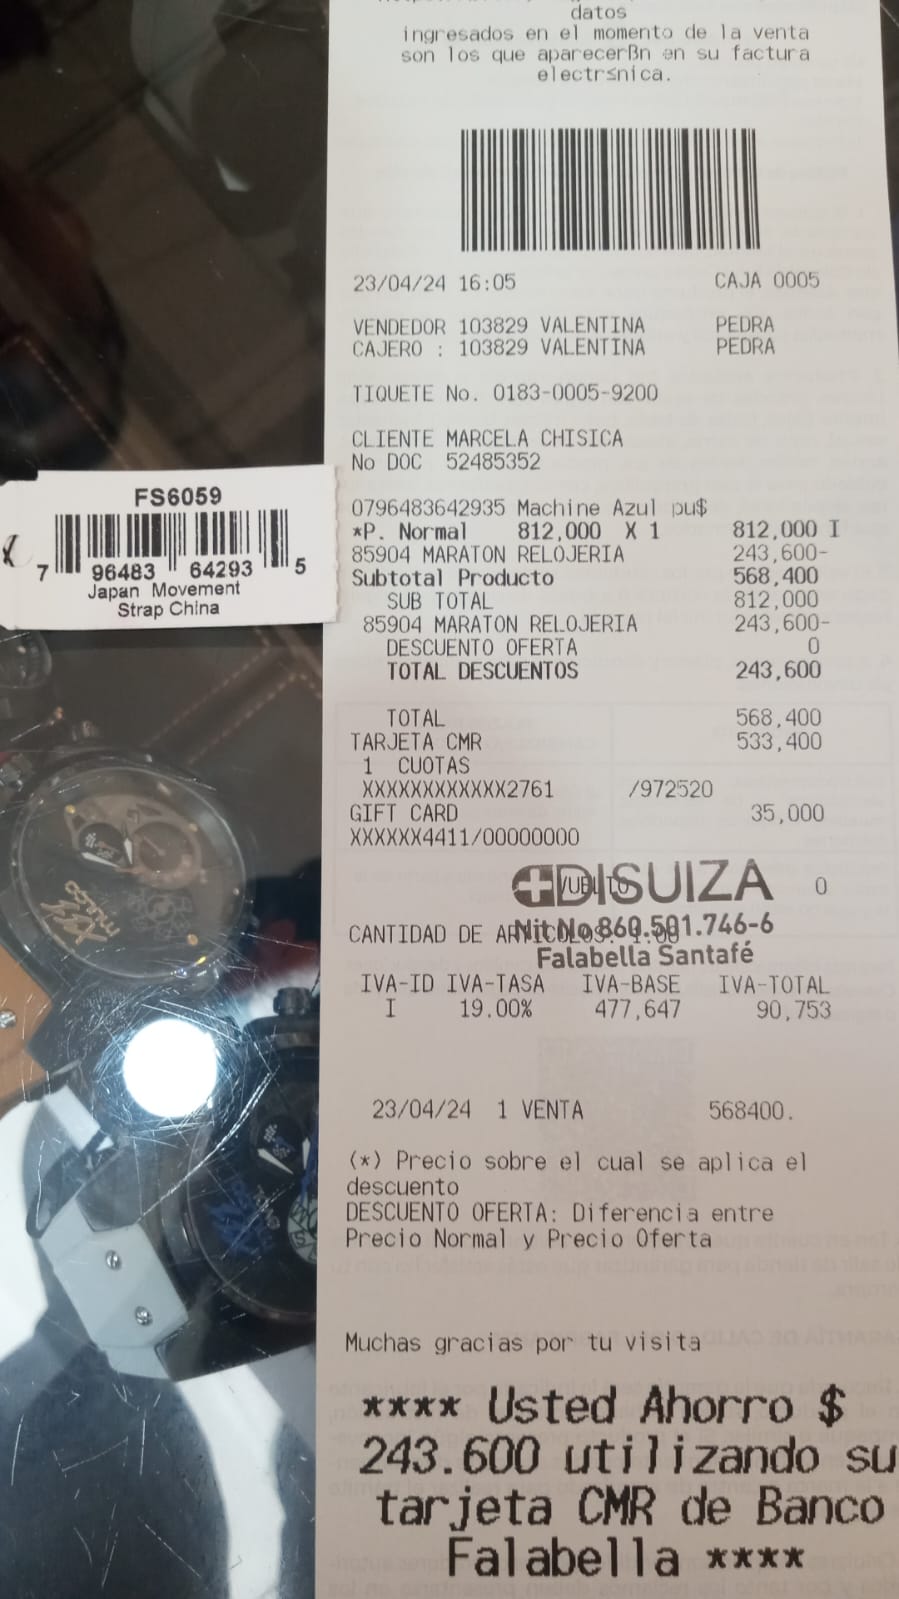 datos
ingresados en el momento de la venta
son los que aparecerßn en su factura
electr≤nica.
23/04/24 16:05 CAJA 0005
VENDEDOR 103829 VALENTINA PEDRA
CAJERO : 103829 VALENTINA PEDRA
TIQUETE No. 0183-0005-9200
CLIENTE MARCELA CHISICA
No DOC 52485352
0796483642935 Machine Azul pu$
*P. Normal 812,000 X 1 812,000 I
85904 MARATON RELOJERIA 243,600-
Subtotal Producto 568,400
SUB TOTAL 812,000
85904 MARATON RELOJERIA 243,600-
DESCUENTO OFERTA 0
TOTAL DESCUENTOS 243,600
TOTAL 568,400
TARJETA CMR 533,400
1 CUOTAS
XXXXXXXXXXXX2761 /972520
GIFT CARD 35,000
XXXXXX4411/00000000
VUELTO 0
DISUIZA
Nit No 860.501.746-6
CANTIDAD DE ARTICULOS: 1.00
Falabella Santafé
IVA-ID IVA-TASA IVA-BASE IVA-TOTAL
I 19.00% 477,647 90,753
23/04/24 1 VENTA 568400.
(*) Precio sobre el cual se aplica el
descuento
DESCUENTO OFERTA: Diferencia entre
Precio Normal y Precio Oferta
Muchas gracias por tu visita
**** Usted Ahorro $
243.600 utilizando su
tarjeta CMR de Banco
Falabella ****
FS6059
7 96483 64293 5
Japan Movement
Strap China